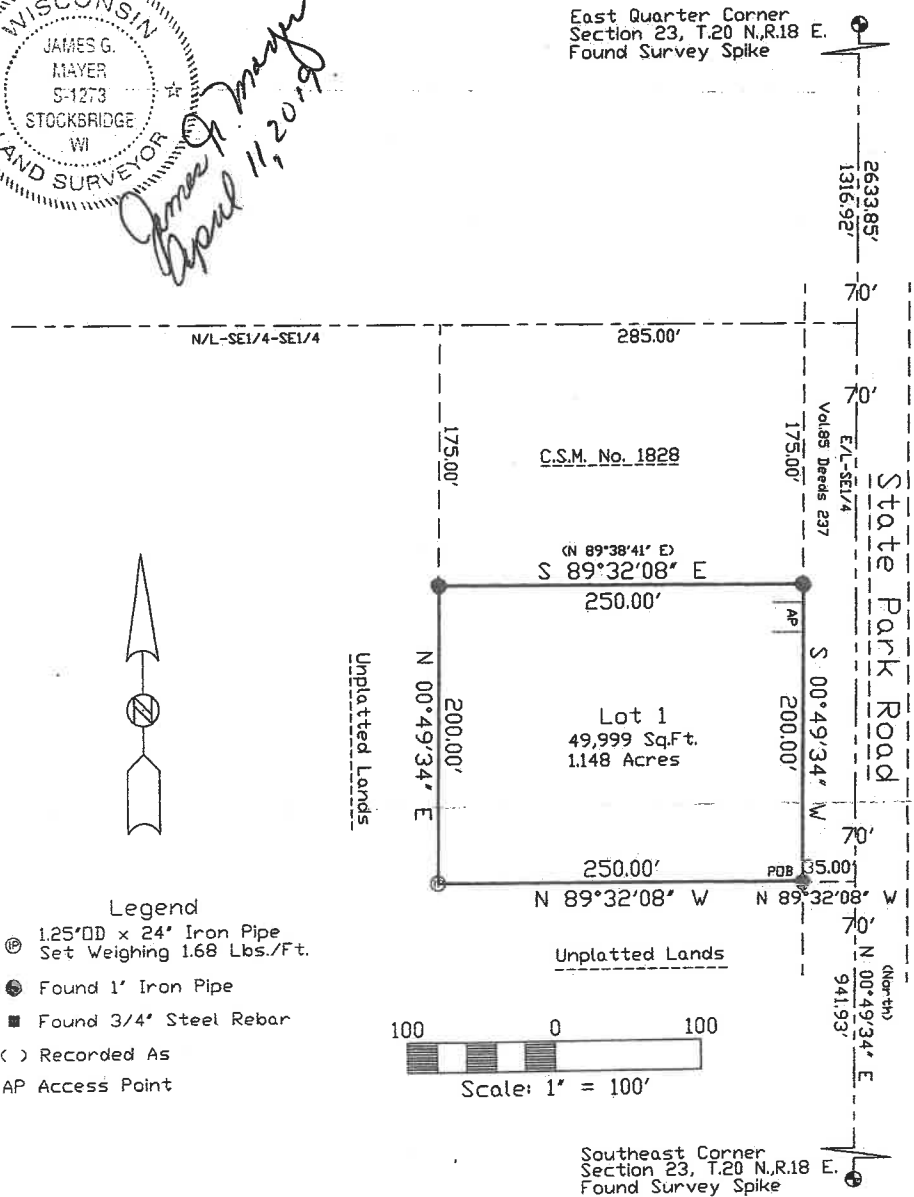 WISCONSIN
JAMES G.
MAYER
S-1273
STOCKBRIDGE
WI
LAND SURVEYOR
James G Mayer
April 11, 2019
East Quarter Corner
Section 23, T.20 N.,R.18 E.
Found Survey Spike
2633.85'
1316.92'
70'
N/L-SE1/4-SE1/4
285.00'
70'
175.00'
C.S.M. No. 1828
175.00'
Vol.85 Deeds 237
E/L-SE1/4
State Park Road
(N 89°38'41" E)
S 89°32'08" E
250.00'
AP
Unplatted Lands
N 00°49'34" E
200.00'
Lot 1
49,999 Sq.Ft.
1.148 Acres
200.00'
S 00°49'34" W
N
70'
250.00'
POB
35.00'
N 89°32'08" W
N 89°32'08" W
70'
Unplatted Lands
(North)
N 00°49'34" E
941.93'
Legend
IP 1.25"OD x 24" Iron Pipe
Set Weighing 1.68 Lbs./Ft.
Found 1" Iron Pipe
Found 3/4" Steel Rebar
( ) Recorded As
AP Access Point
100 0 100
Scale: 1" = 100'
Southeast Corner
Section 23, T.20 N.,R.18 E.
Found Survey Spike